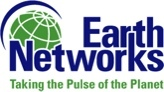 Earth
Networks
Taking the Pulse of the Planet